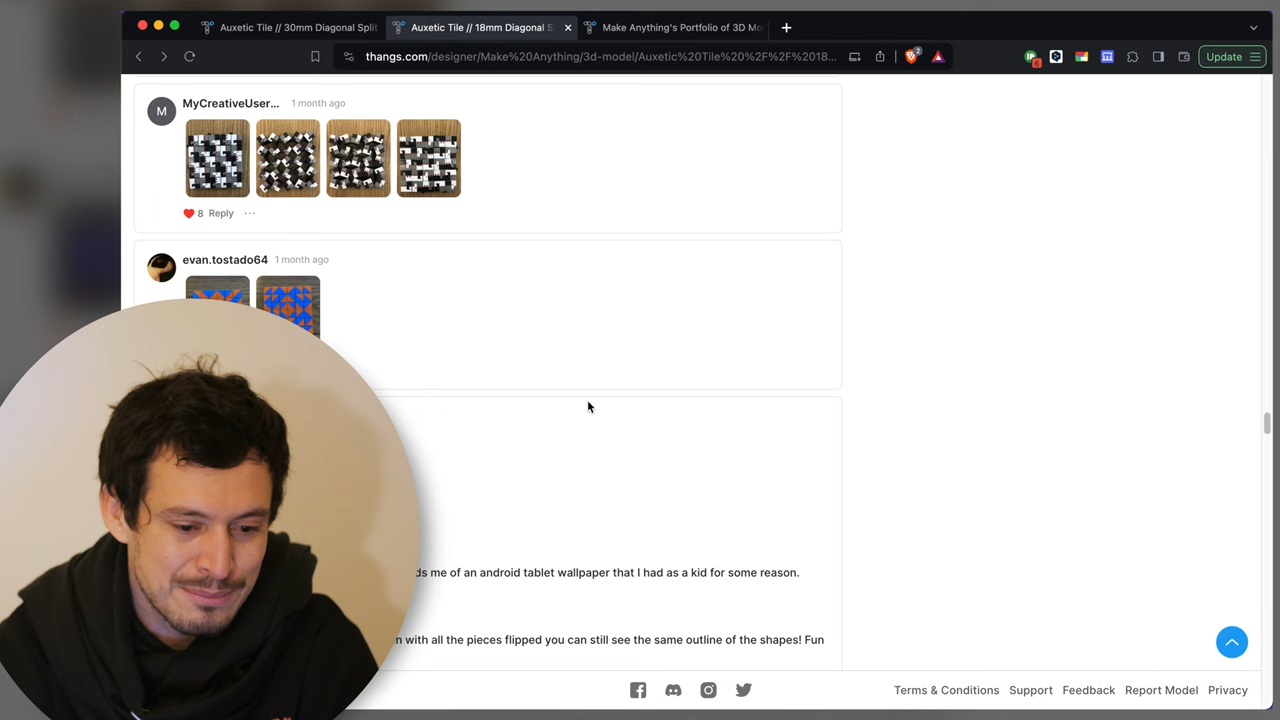 Auxetic Tile // 30mm Diagonal Split
Auxetic Tile // 18mm Diagonal S
Make Anything's Portfolio of 3D Mo
thangs.com/designer/Make%20Anything/3d-model/Auxetic%20Tile%20%2F%2F%2018...
2
6
Update
M
MyCreativeUser... 1 month ago
8 Reply ...
evan.tostado64 1 month ago
ds me of an android tablet wallpaper that I had as a kid for some reason.
n with all the pieces flipped you can still see the same outline of the shapes! Fun
Terms & Conditions Support Feedback Report Model Privacy